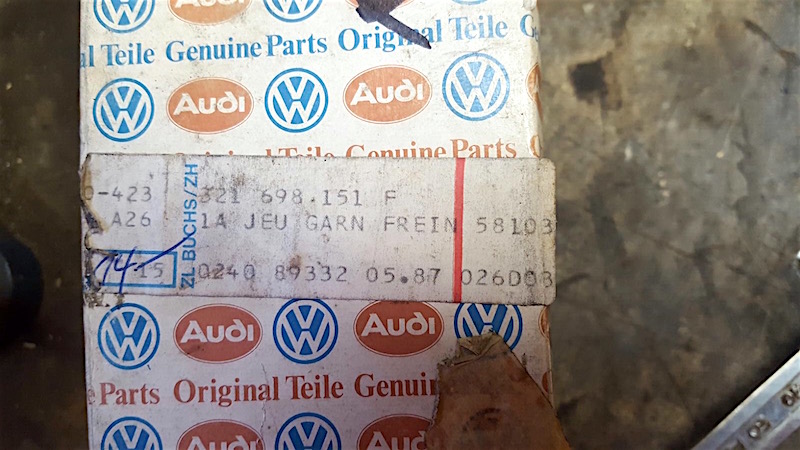 l Teile Genuine Parts Original Teile G
Audi Audi
Original Teile Genuine Parts
0-423 321 698.151 F
A26 1A JEU GARN FREIN 58103
ZL BUCHS/ZH
14 15 0240 89332 05.87 026D03
Audi Audi
Parts Original Teile Genuin
Audi Audi